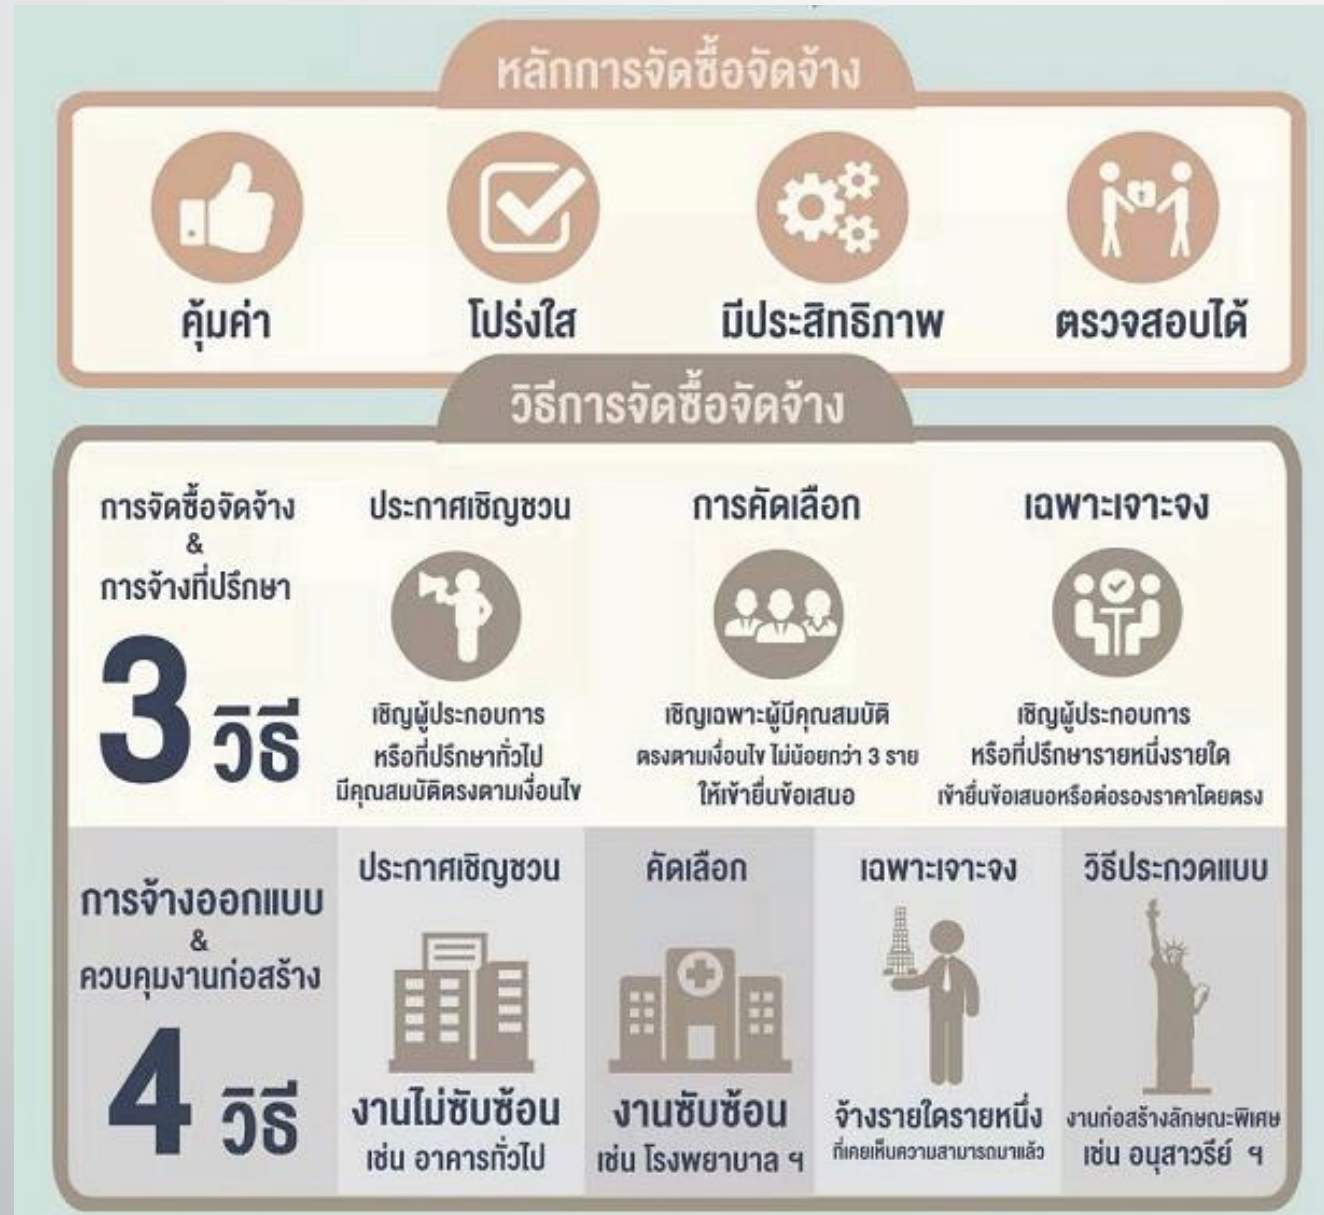 หลักการจัดซื้อจัดจ้าง
คุ้มค่า
โปร่งใส
มีประสิทธิภาพ
ตรวจสอบได้
วิธีการจัดซื้อจัดจ้าง
การจัดซื้อจัดจ้าง
&
การจ้างที่ปรึกษา
3 วิธี
ประกาศเชิญชวน
เชิญผู้ประกอบการ
หรือที่ปรึกษาทั่วไป
มีคุณสมบัติตรงตามเงื่อนไข
การคัดเลือก
เชิญเฉพาะผู้มีคุณสมบัติ
ตรงตามเงื่อนไข ไม่น้อยกว่า 3 ราย
ให้เข้ายื่นข้อเสนอ
เฉพาะเจาะจง
เชิญผู้ประกอบการ
หรือที่ปรึกษารายหนึ่งรายใด
เข้ายื่นข้อเสนอหรือต่อรองราคาโดยตรง
การจ้างออกแบบ
&
ควบคุมงานก่อสร้าง
4 วิธี
ประกาศเชิญชวน
งานไม่ซับซ้อน
เช่น อาคารทั่วไป
คัดเลือก
งานซับซ้อน
เช่น โรงพยาบาล ฯ
เฉพาะเจาะจง
จ้างรายใดรายหนึ่ง
ที่เคยเห็นความสามารถมาแล้ว
วิธีประกวดแบบ
งานก่อสร้างลักษณะพิเศษ
เช่น อนุสาวรีย์ ฯ